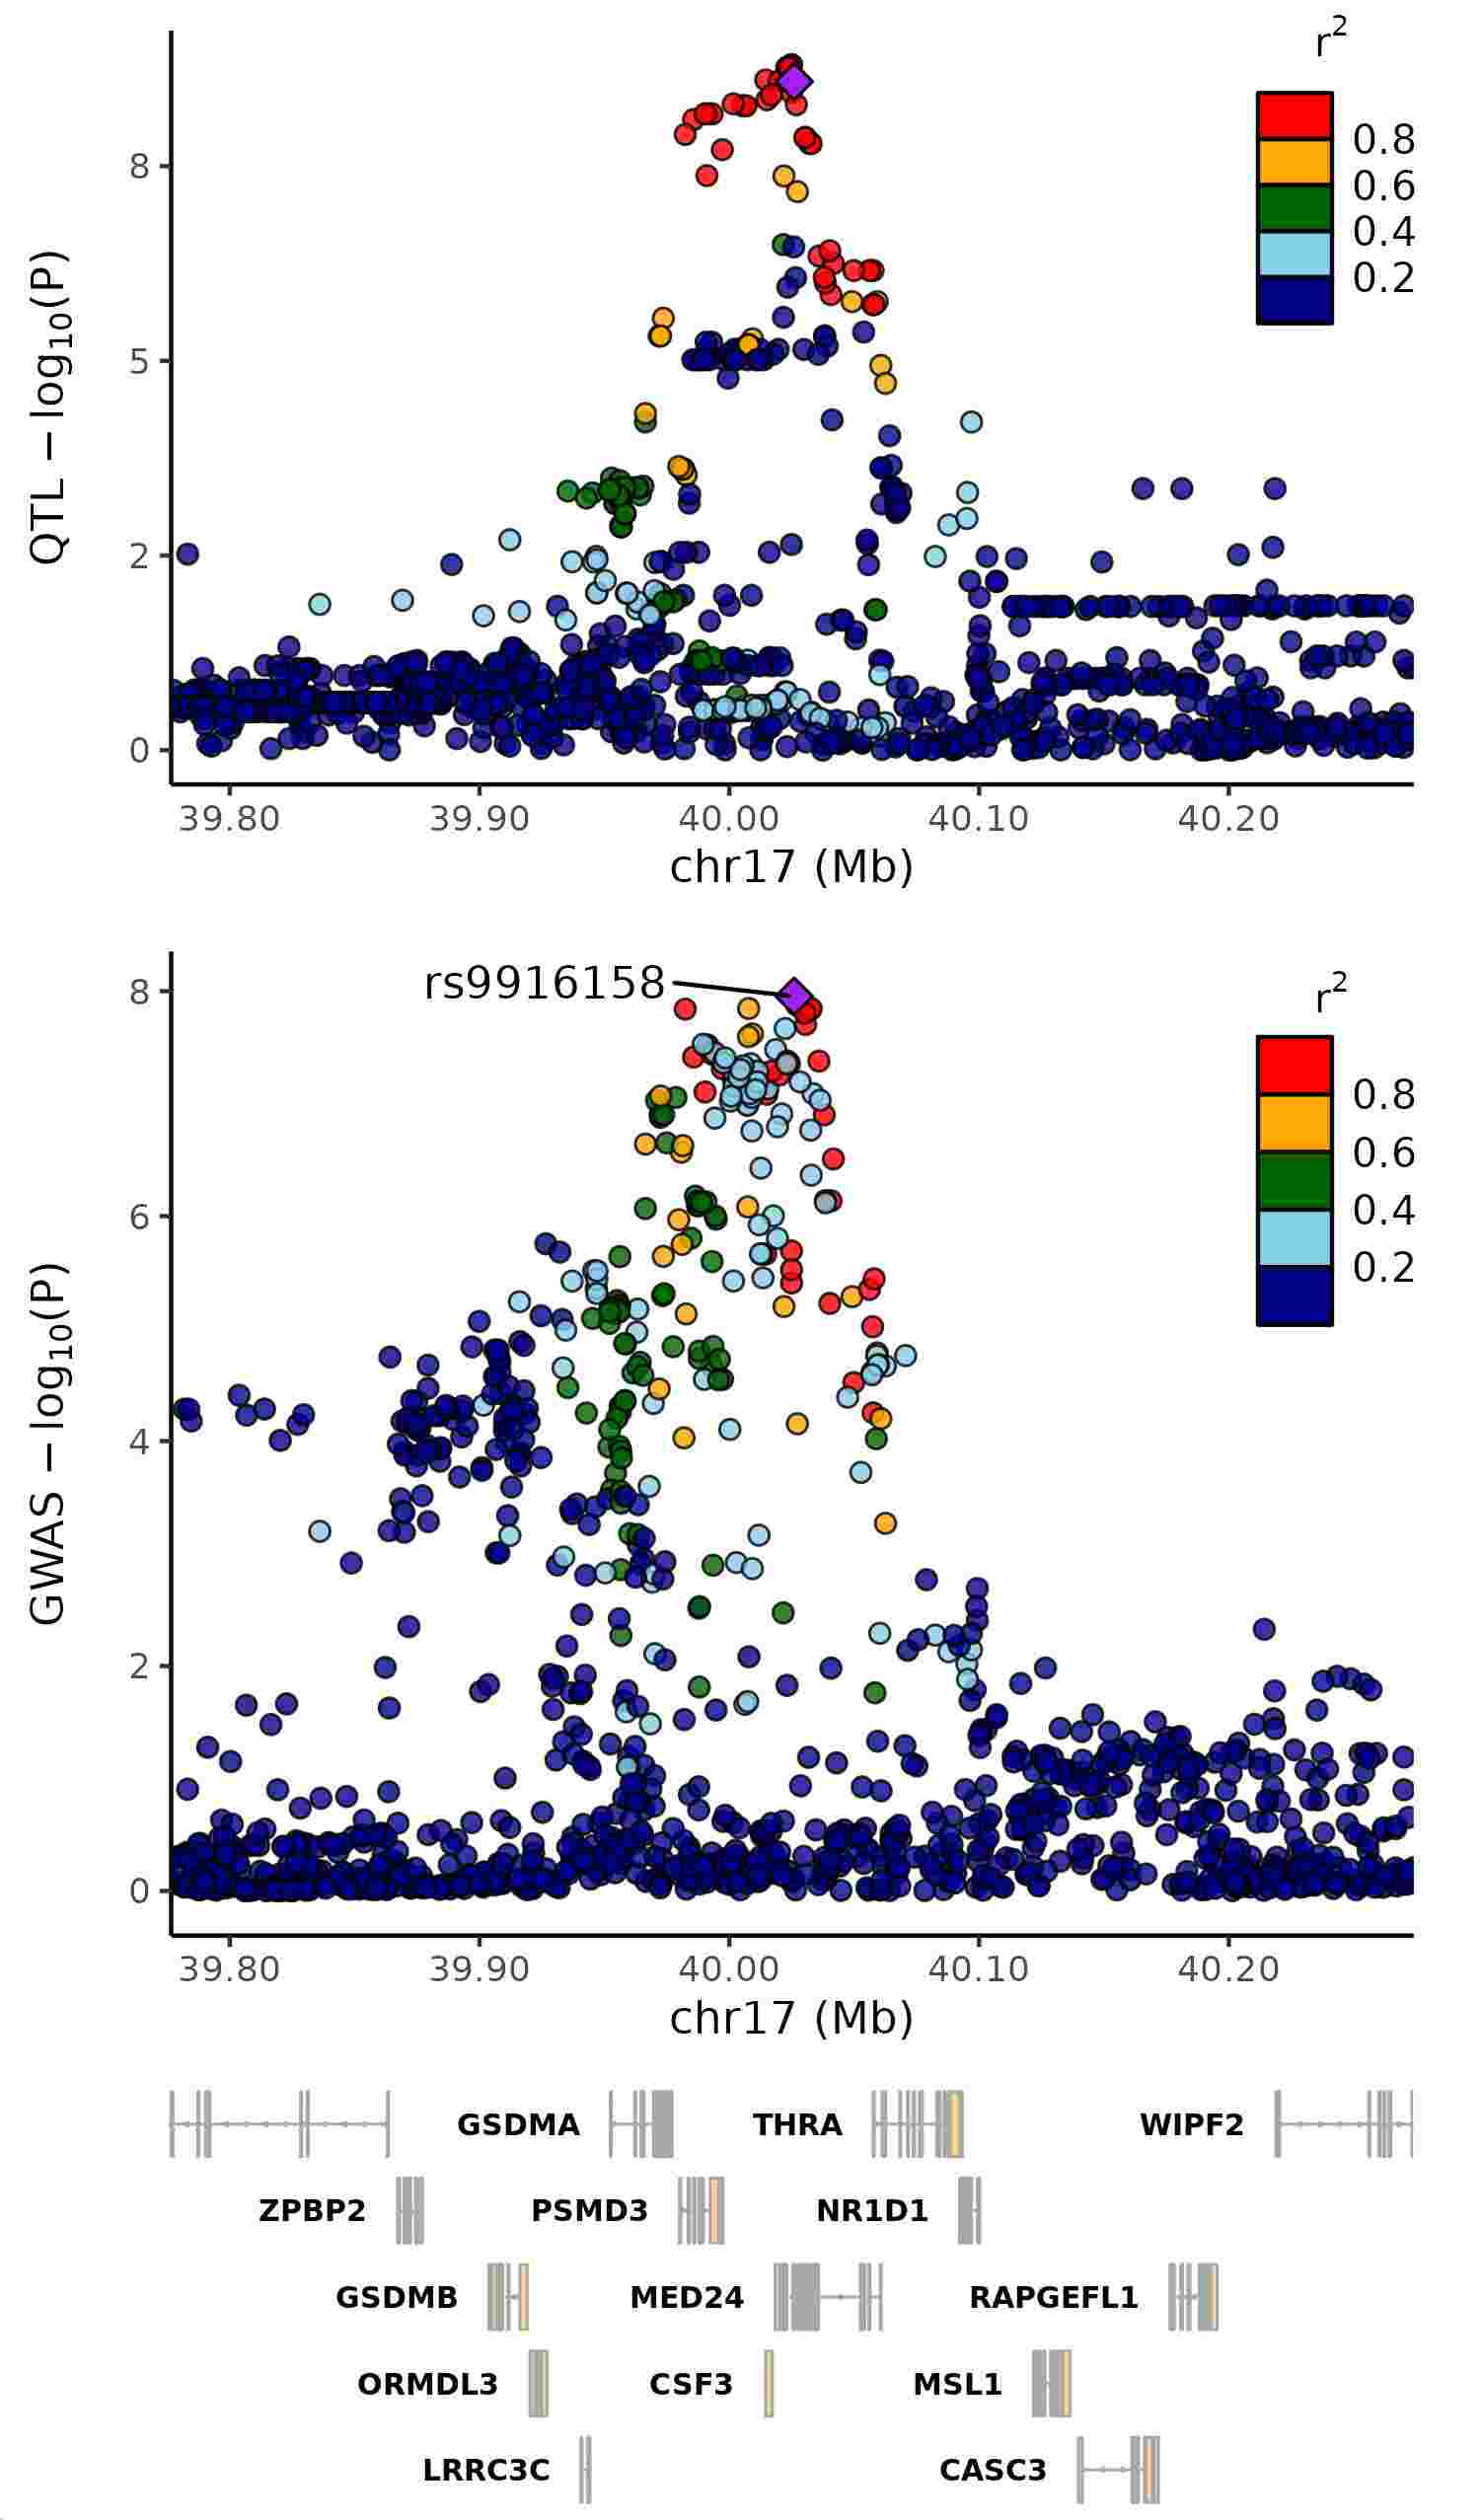 r²
QTL − log₁₀(P)
8
5
2
0
0.8
0.6
0.4
0.2
39.80 39.90 40.00 40.10 40.20
chr17 (Mb)
rs9916158
r²
GWAS − log₁₀(P)
8
6
4
2
0
0.8
0.6
0.4
0.2
39.80 39.90 40.00 40.10 40.20
chr17 (Mb)
GSDMA THRA WIPF2
ZPBP2 PSMD3 NR1D1
GSDMB MED24 RAPGEFL1
ORMDL3 CSF3 MSL1
LRRC3C CASC3